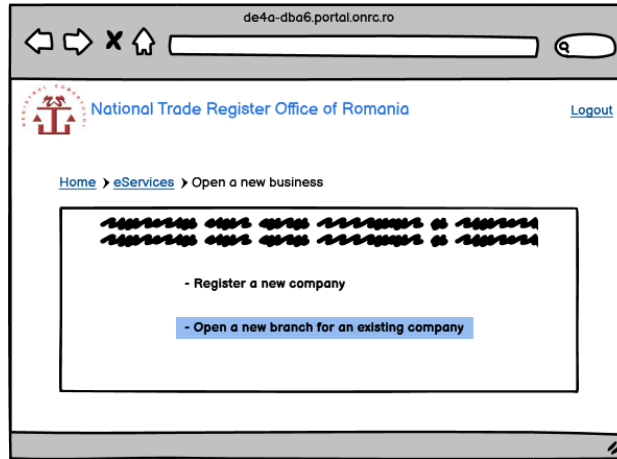 de4a-dba6.portal.onrc.ro
National Trade Register Office of Romania
Logout
Home > eServices > Open a new business
- Register a new company
- Open a new branch for an existing company